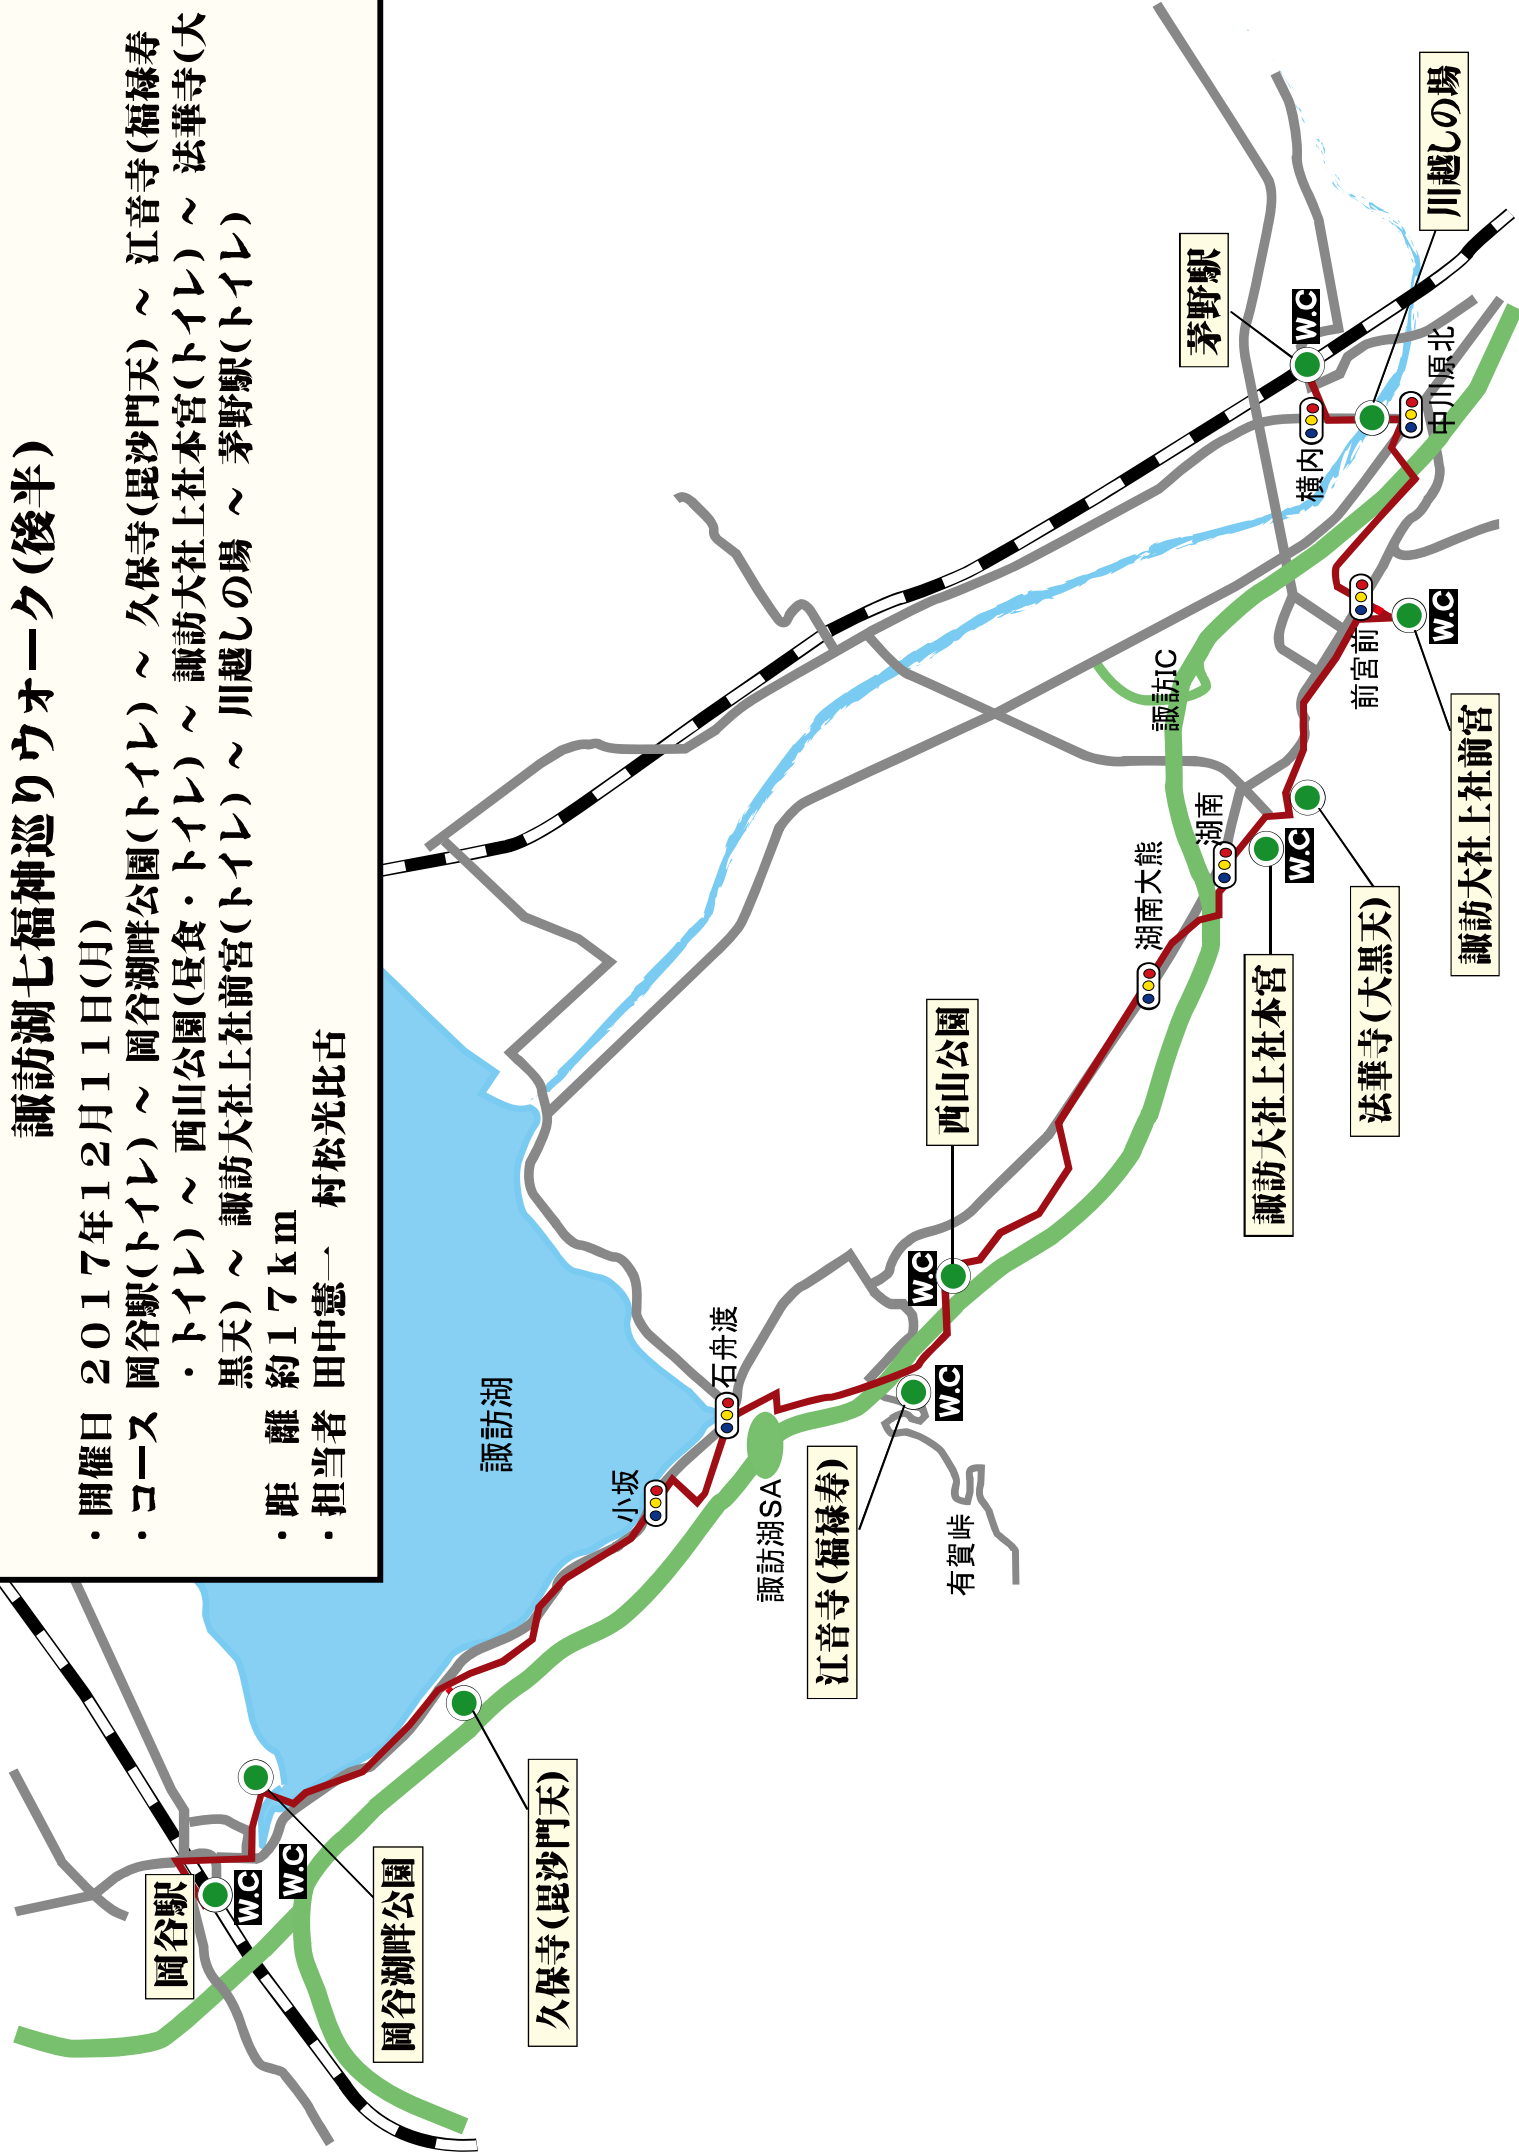 諏訪湖七福神巡りウォーク(後半)
・開催日 2017年12月11日(月)
・コース 岡谷駅(トイレ) ～ 岡谷湖畔公園(トイレ) ～ 久保寺(毘沙門天) ～ 江音寺(福禄寿
・トイレ) ～ 西山公園(昼食・トイレ) ～ 諏訪大社上社本宮(トイレ) ～ 法華寺(大
黒天) ～ 諏訪大社上社前宮(トイレ) ～ 川越しの場 ～ 茅野駅(トイレ)
・距 離 約17km
・担当者 田中憲一 村松光比古
岡谷駅
W.C
W.C
岡谷湖畔公園
久保寺(毘沙門天)
諏訪湖
小坂
石舟渡
諏訪湖SA
江音寺(福禄寿)
W.C
有賀峠
W.C
西山公園
湖南大熊
湖南
諏訪IC
諏訪大社上社本宮
W.C
法華寺(大黒天)
前宮前
W.C
諏訪大社上社前宮
横内
中川原北
川越しの場
茅野駅
W.C